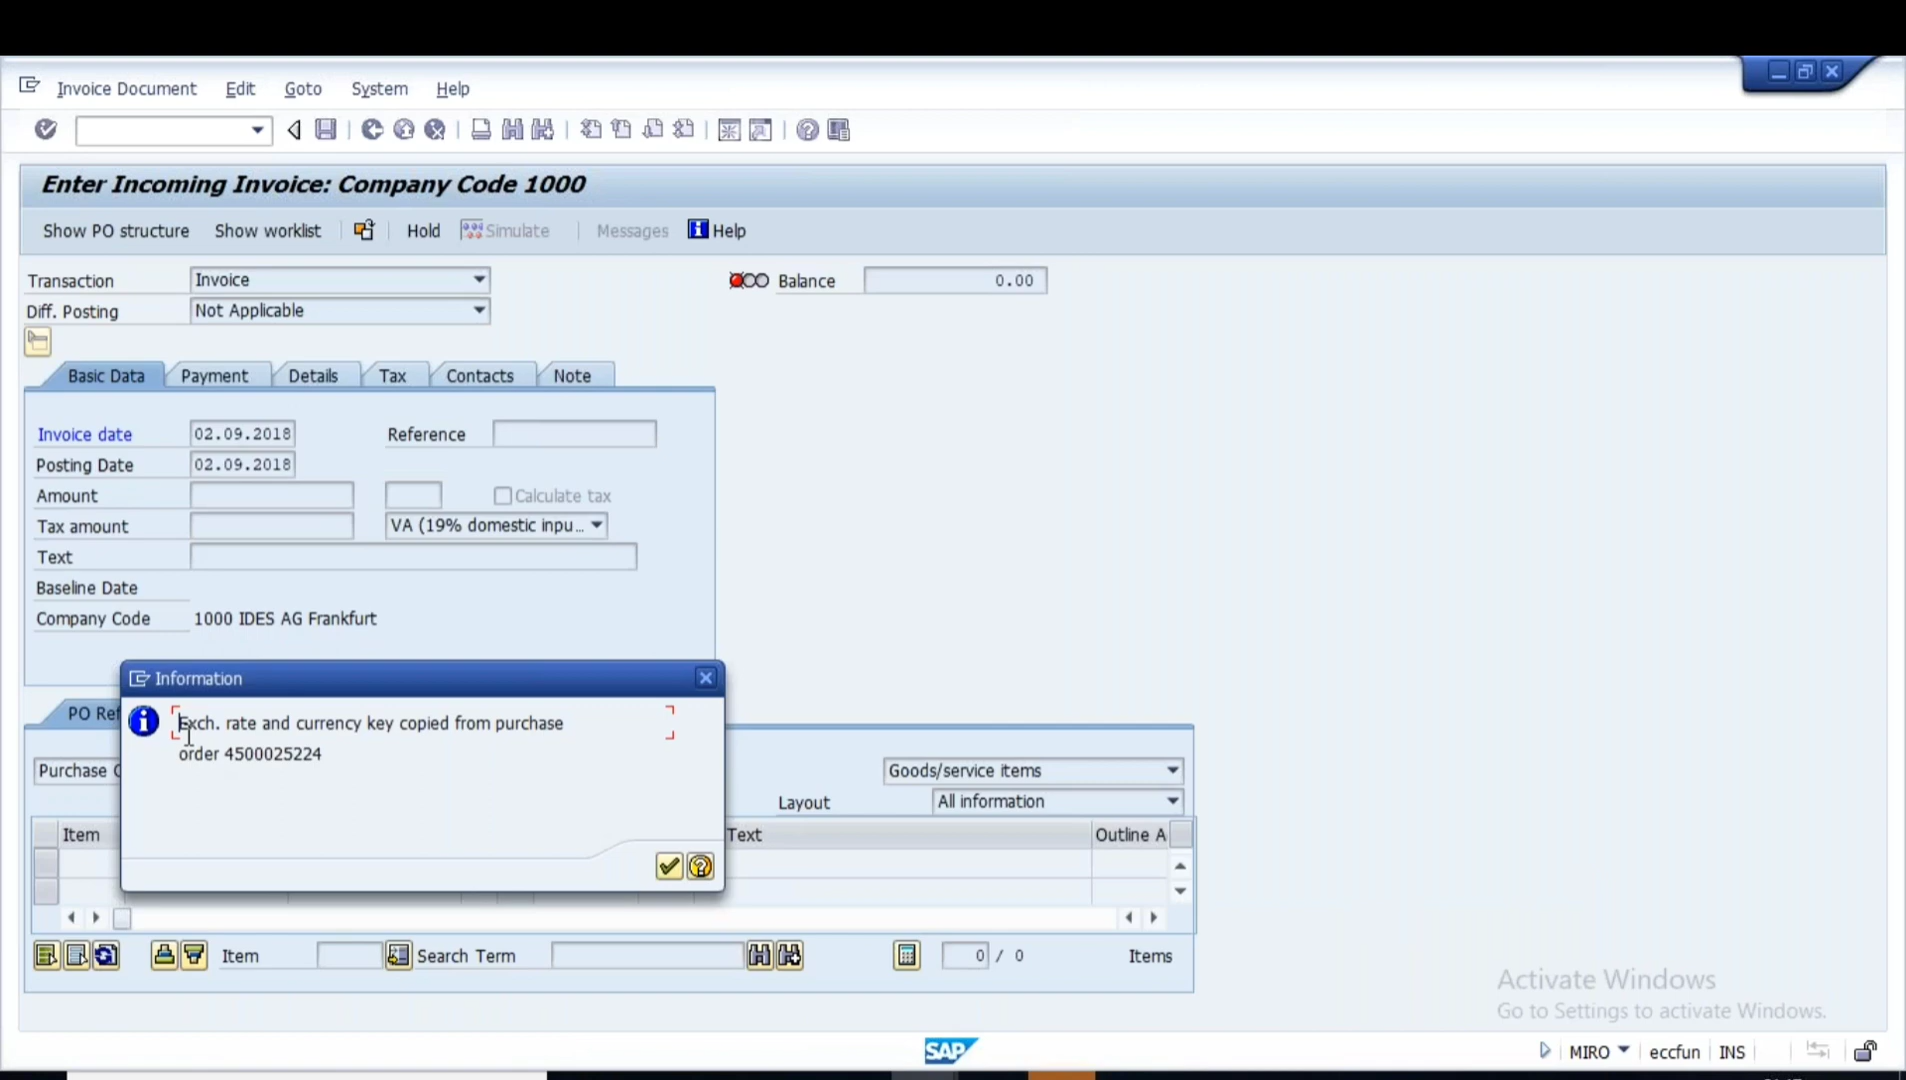 Invoice Document Edit Goto System Help
Enter Incoming Invoice: Company Code 1000
Show PO structure Show worklist Hold Simulate Messages Help
Transaction Invoice Balance 0.00
Diff. Posting Not Applicable
Basic Data Payment Details Tax Contacts Note
Invoice date 02.09.2018 Reference
Posting Date 02.09.2018
Amount Calculate tax
Tax amount VA (19% domestic inpu...
Text
Baseline Date
Company Code 1000 IDES AG Frankfurt
Information
PO Ref
Exch. rate and currency key copied from purchase
order 4500025224
Purchase O Goods/service items
Layout All information
Item Text Outline A
Item Search Term 0 / 0 Items
Activate Windows
Go to Settings to activate Windows.
SAP MIRO eccfun INS